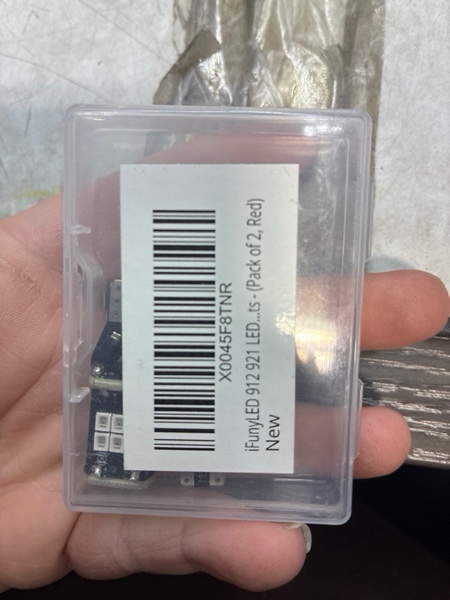 X0045F8TNR
iFunyLED 912 921 LED...ts - (Pack of 2, Red)
New